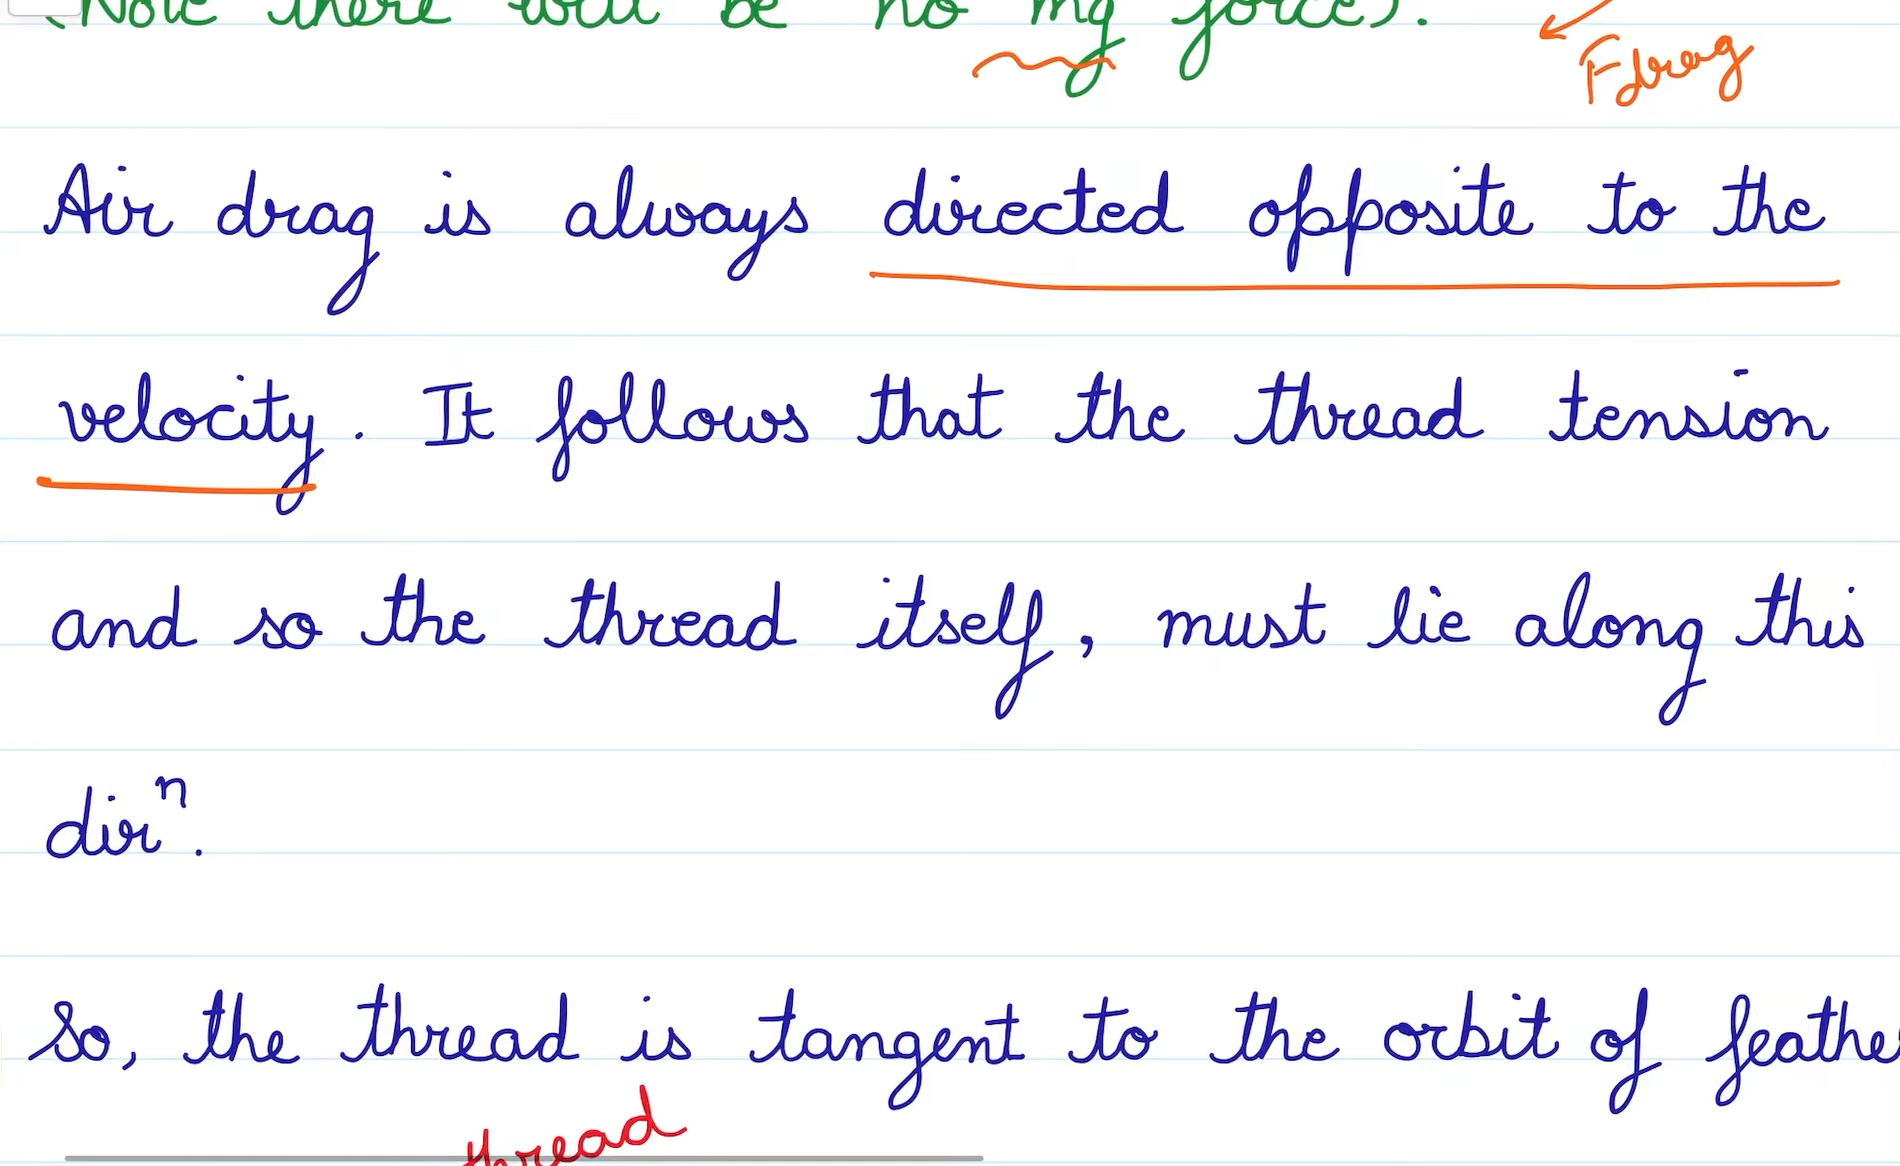 (Note there will be no mg force).
Fdrag
Air drag is always directed opposite to the
velocity. It follows that the thread tension
and so the thread itself, must lie along this
dirⁿ.
So, the thread is tangent to the orbit of feathe
thread